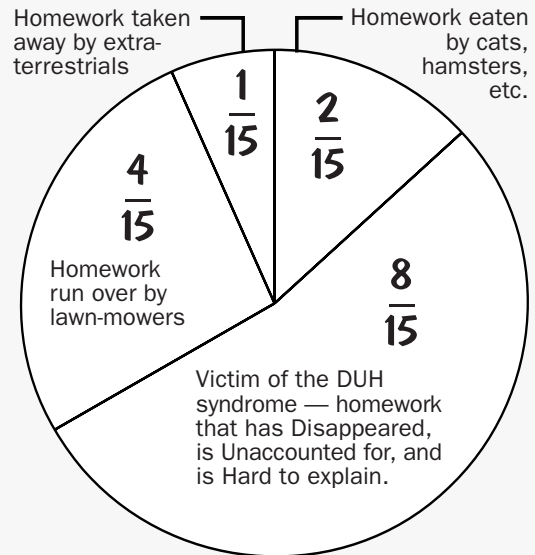 Homework taken
away by extra-
terrestrials
Homework eaten
by cats,
hamsters,
etc.
1
15
2
15
4
15
Homework
run over by
lawn-mowers
8
15
Victim of the DUH
syndrome — homework
that has Disappeared,
is Unaccounted for, and
is Hard to explain.